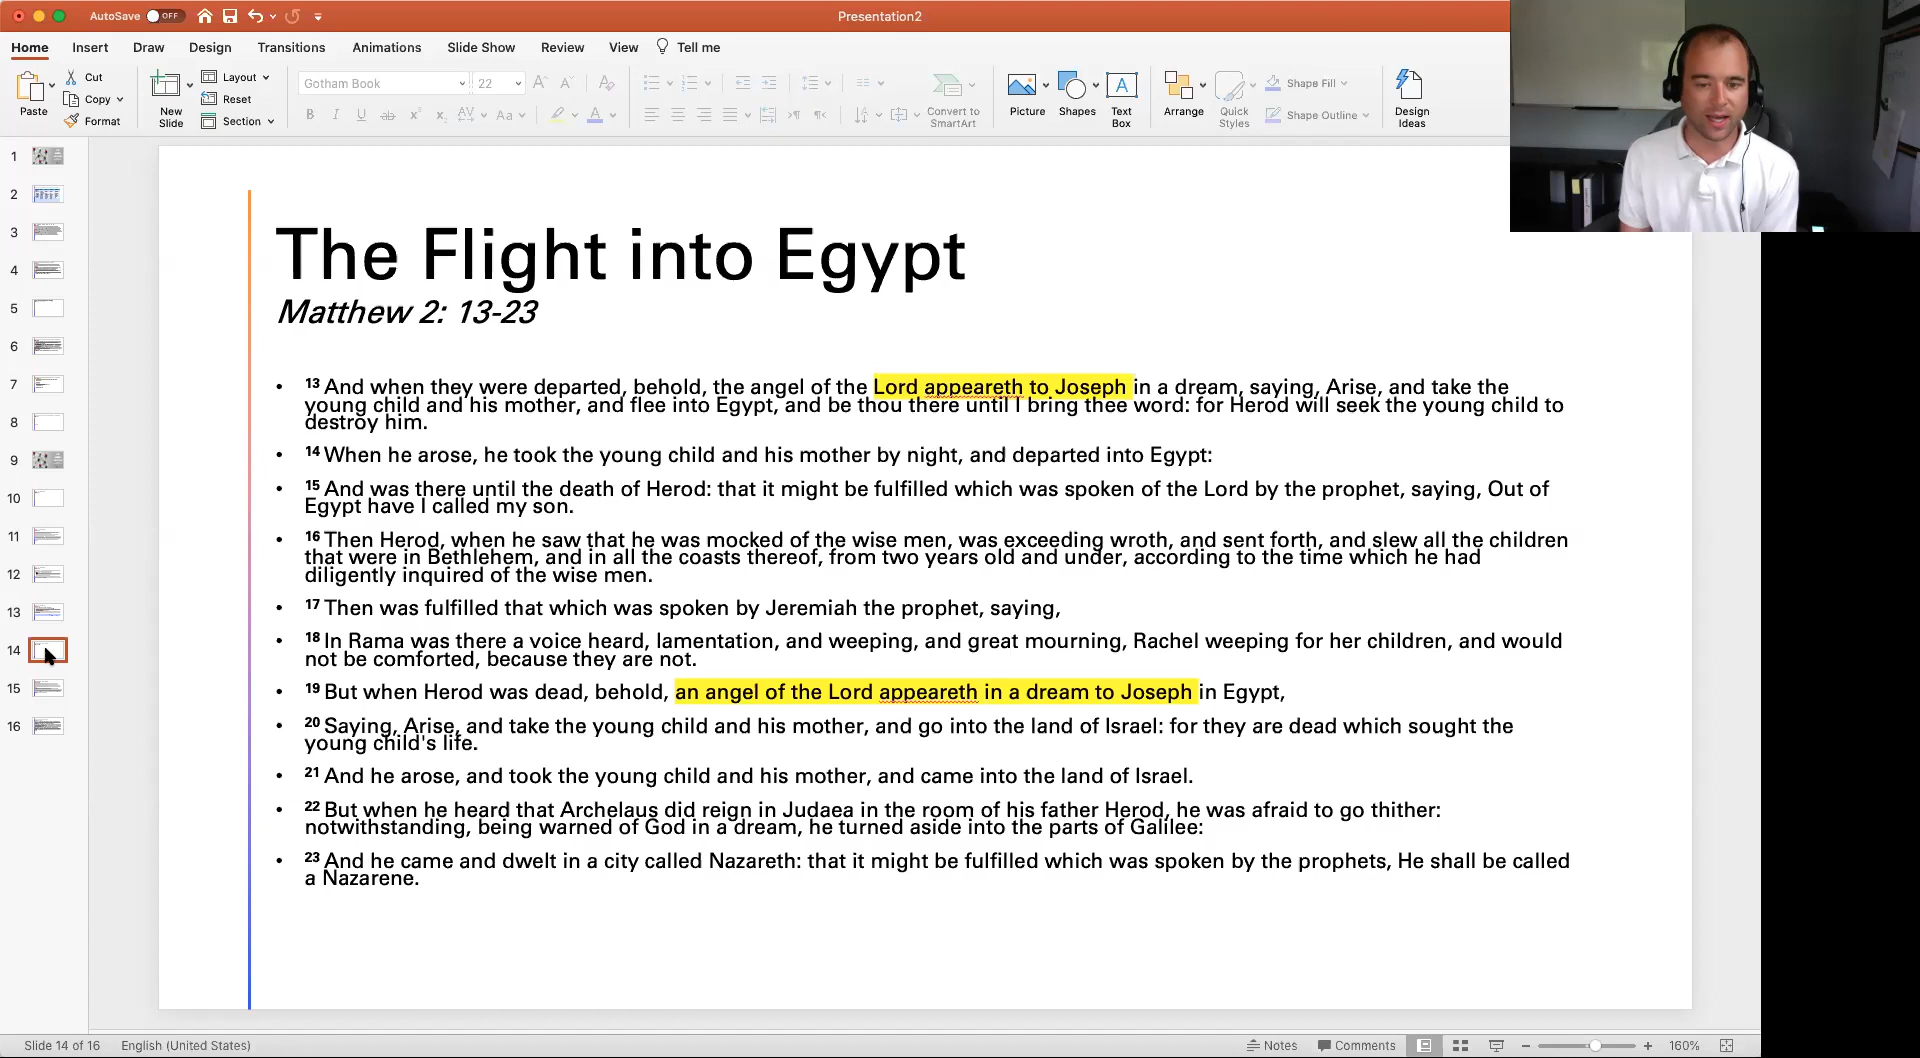 AutoSave OFF
Presentation2
Home Insert Draw Design Transitions Animations Slide Show Review View Tell me
Paste
Cut
Copy
Format
New Slide
Layout
Reset
Section
Gotham Book 22
Convert to SmartArt
Picture
Shapes
Text Box
Arrange
Quick Styles
Shape Fill
Shape Outline
Design Ideas
1
2
3
4
5
6
7
8
9
10
11
12
13
14
15
16
The Flight into Egypt
Matthew 2: 13-23
• 13 And when they were departed, behold, the angel of the Lord appeareth to Joseph in a dream, saying, Arise, and take the
young child and his mother, and flee into Egypt, and be thou there until I bring thee word: for Herod will seek the young child to
destroy him.
• 14 When he arose, he took the young child and his mother by night, and departed into Egypt:
• 15 And was there until the death of Herod: that it might be fulfilled which was spoken of the Lord by the prophet, saying, Out of
Egypt have I called my son.
• 16 Then Herod, when he saw that he was mocked of the wise men, was exceeding wroth, and sent forth, and slew all the children
that were in Bethlehem, and in all the coasts thereof, from two years old and under, according to the time which he had
diligently inquired of the wise men.
• 17 Then was fulfilled that which was spoken by Jeremiah the prophet, saying,
• 18 In Rama was there a voice heard, lamentation, and weeping, and great mourning, Rachel weeping for her children, and would
not be comforted, because they are not.
• 19 But when Herod was dead, behold, an angel of the Lord appeareth in a dream to Joseph in Egypt,
• 20 Saying, Arise, and take the young child and his mother, and go into the land of Israel: for they are dead which sought the
young child's life.
• 21 And he arose, and took the young child and his mother, and came into the land of Israel.
• 22 But when he heard that Archelaus did reign in Judaea in the room of his father Herod, he was afraid to go thither:
notwithstanding, being warned of God in a dream, he turned aside into the parts of Galilee:
• 23 And he came and dwelt in a city called Nazareth: that it might be fulfilled which was spoken by the prophets, He shall be called
a Nazarene.
Slide 14 of 16 English (United States) Notes Comments 160%